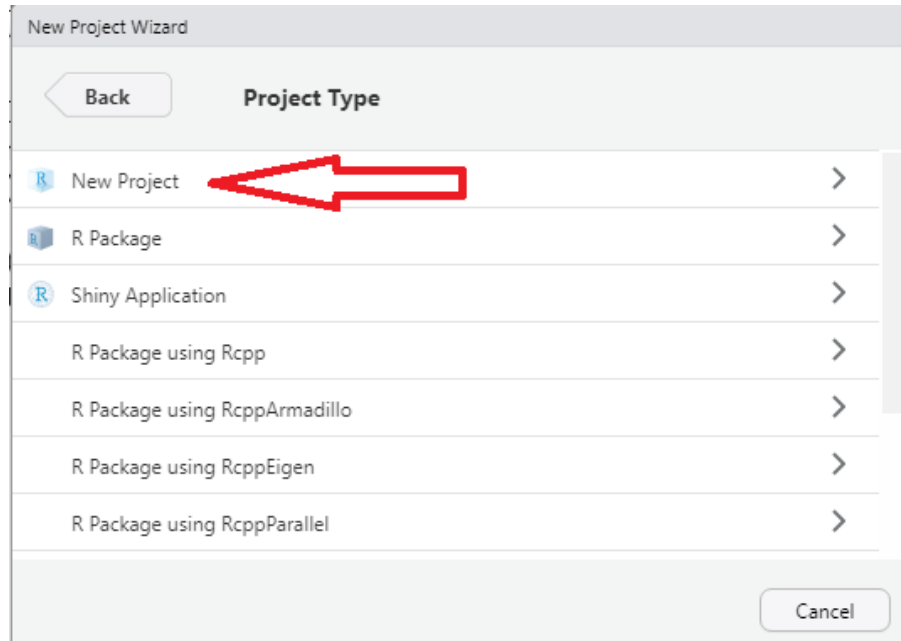 New Project Wizard
Back
Project Type
R New Project
R R Package
R Shiny Application
R Package using Rcpp
R Package using RcppArmadillo
R Package using RcppEigen
R Package using RcppParallel
Cancel